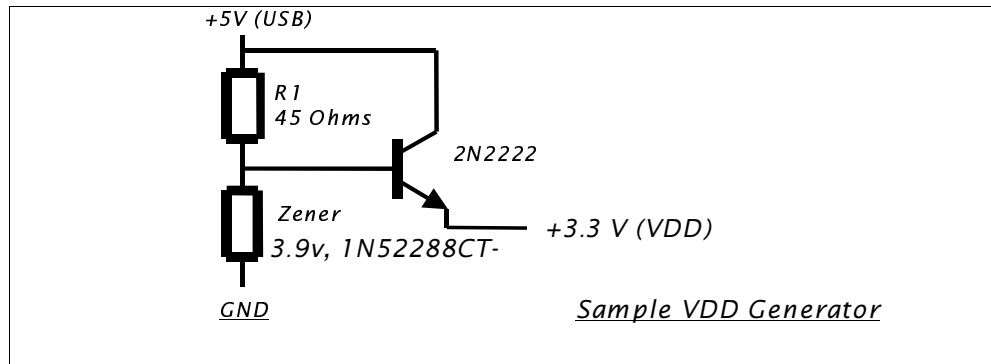 +5V (USB)
R1
45 Ohms
2N2222
Zener
3.9v, 1N52288CT-
+3.3 V (VDD)
GND
Sample VDD Generator